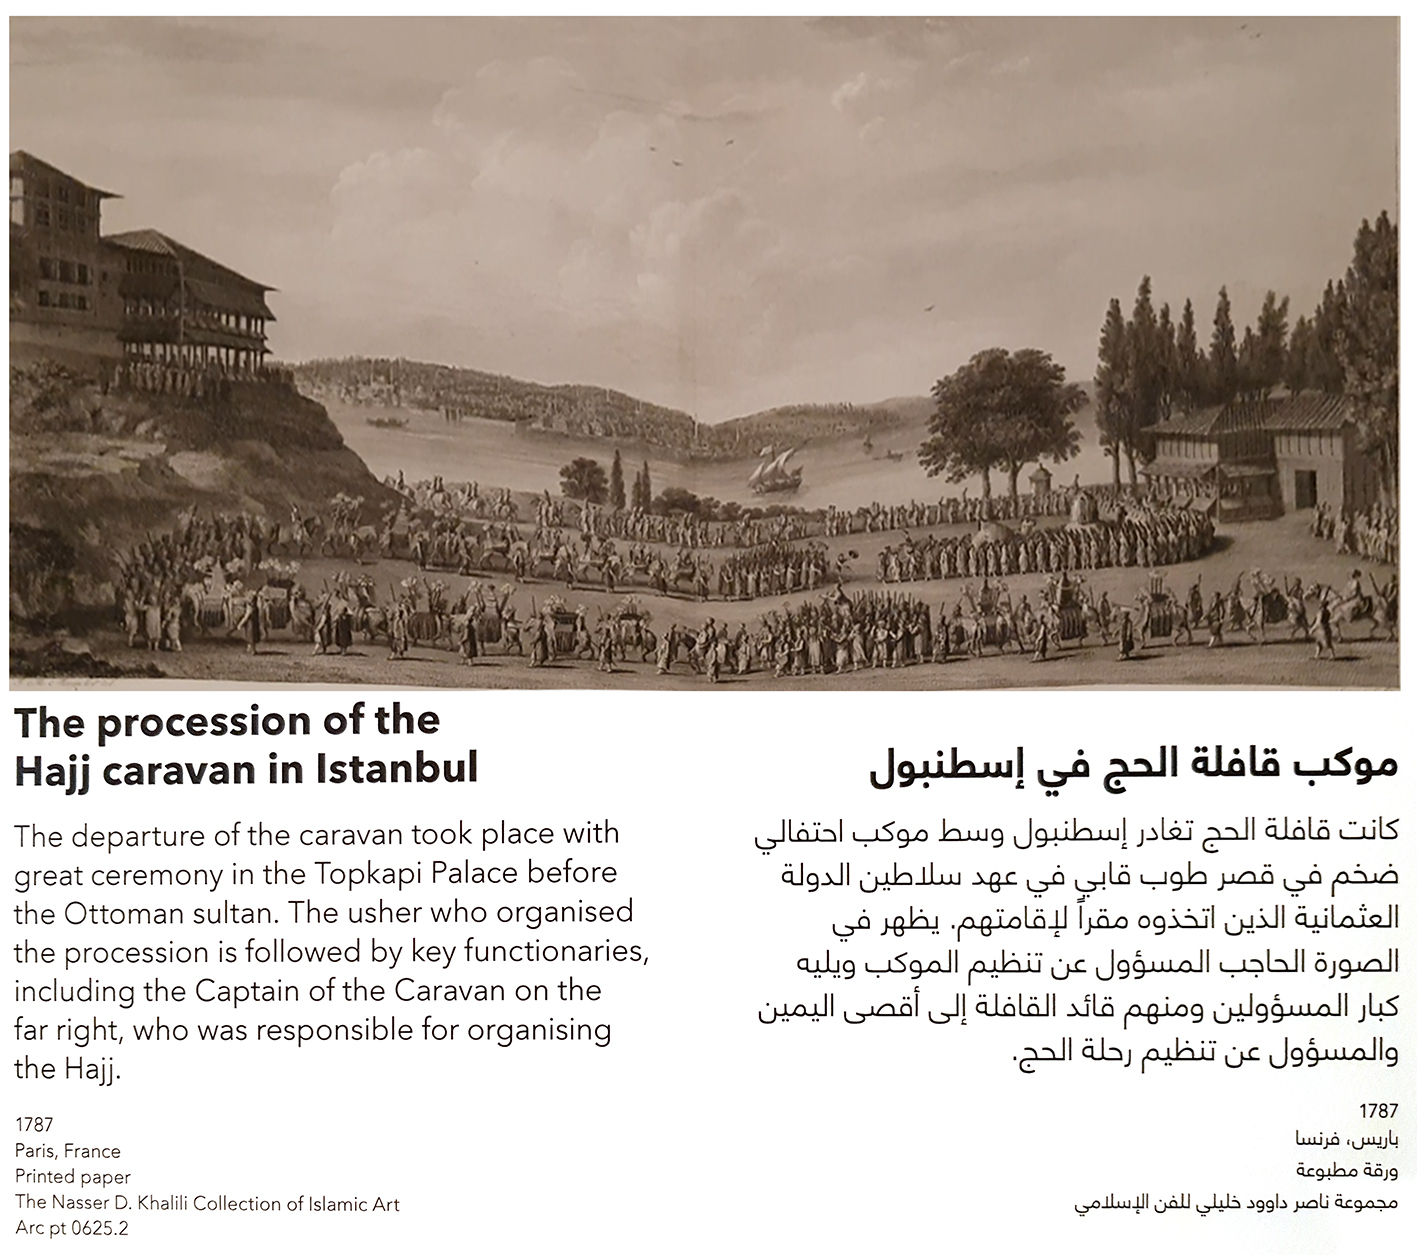 The procession of the
Hajj caravan in Istanbul
The departure of the caravan took place with
great ceremony in the Topkapi Palace before
the Ottoman sultan. The usher who organised
the procession is followed by key functionaries,
including the Captain of the Caravan on the
far right, who was responsible for organising
the Hajj.
1787
Paris, France
Printed paper
The Nasser D. Khalili Collection of Islamic Art
Arc pt 0625.2
موكب قافلة الحج في إسطنبول
كانت قافلة الحج تغادر إسطنبول وسط موكب احتفالي
ضخم في قصر طوب قابي في عهد سلاطين الدولة
العثمانية الذين اتخذوه مقراً لإقامتهم. يظهر في
الصورة الحاجب المسؤول عن تنظيم الموكب ويليه
كبار المسؤولين ومنهم قائد القافلة إلى أقصى اليمين
والمسؤول عن تنظيم رحلة الحج.
1787
باريس، فرنسا
ورقة مطبوعة
مجموعة ناصر داوود خليلي للفن الإسلامي